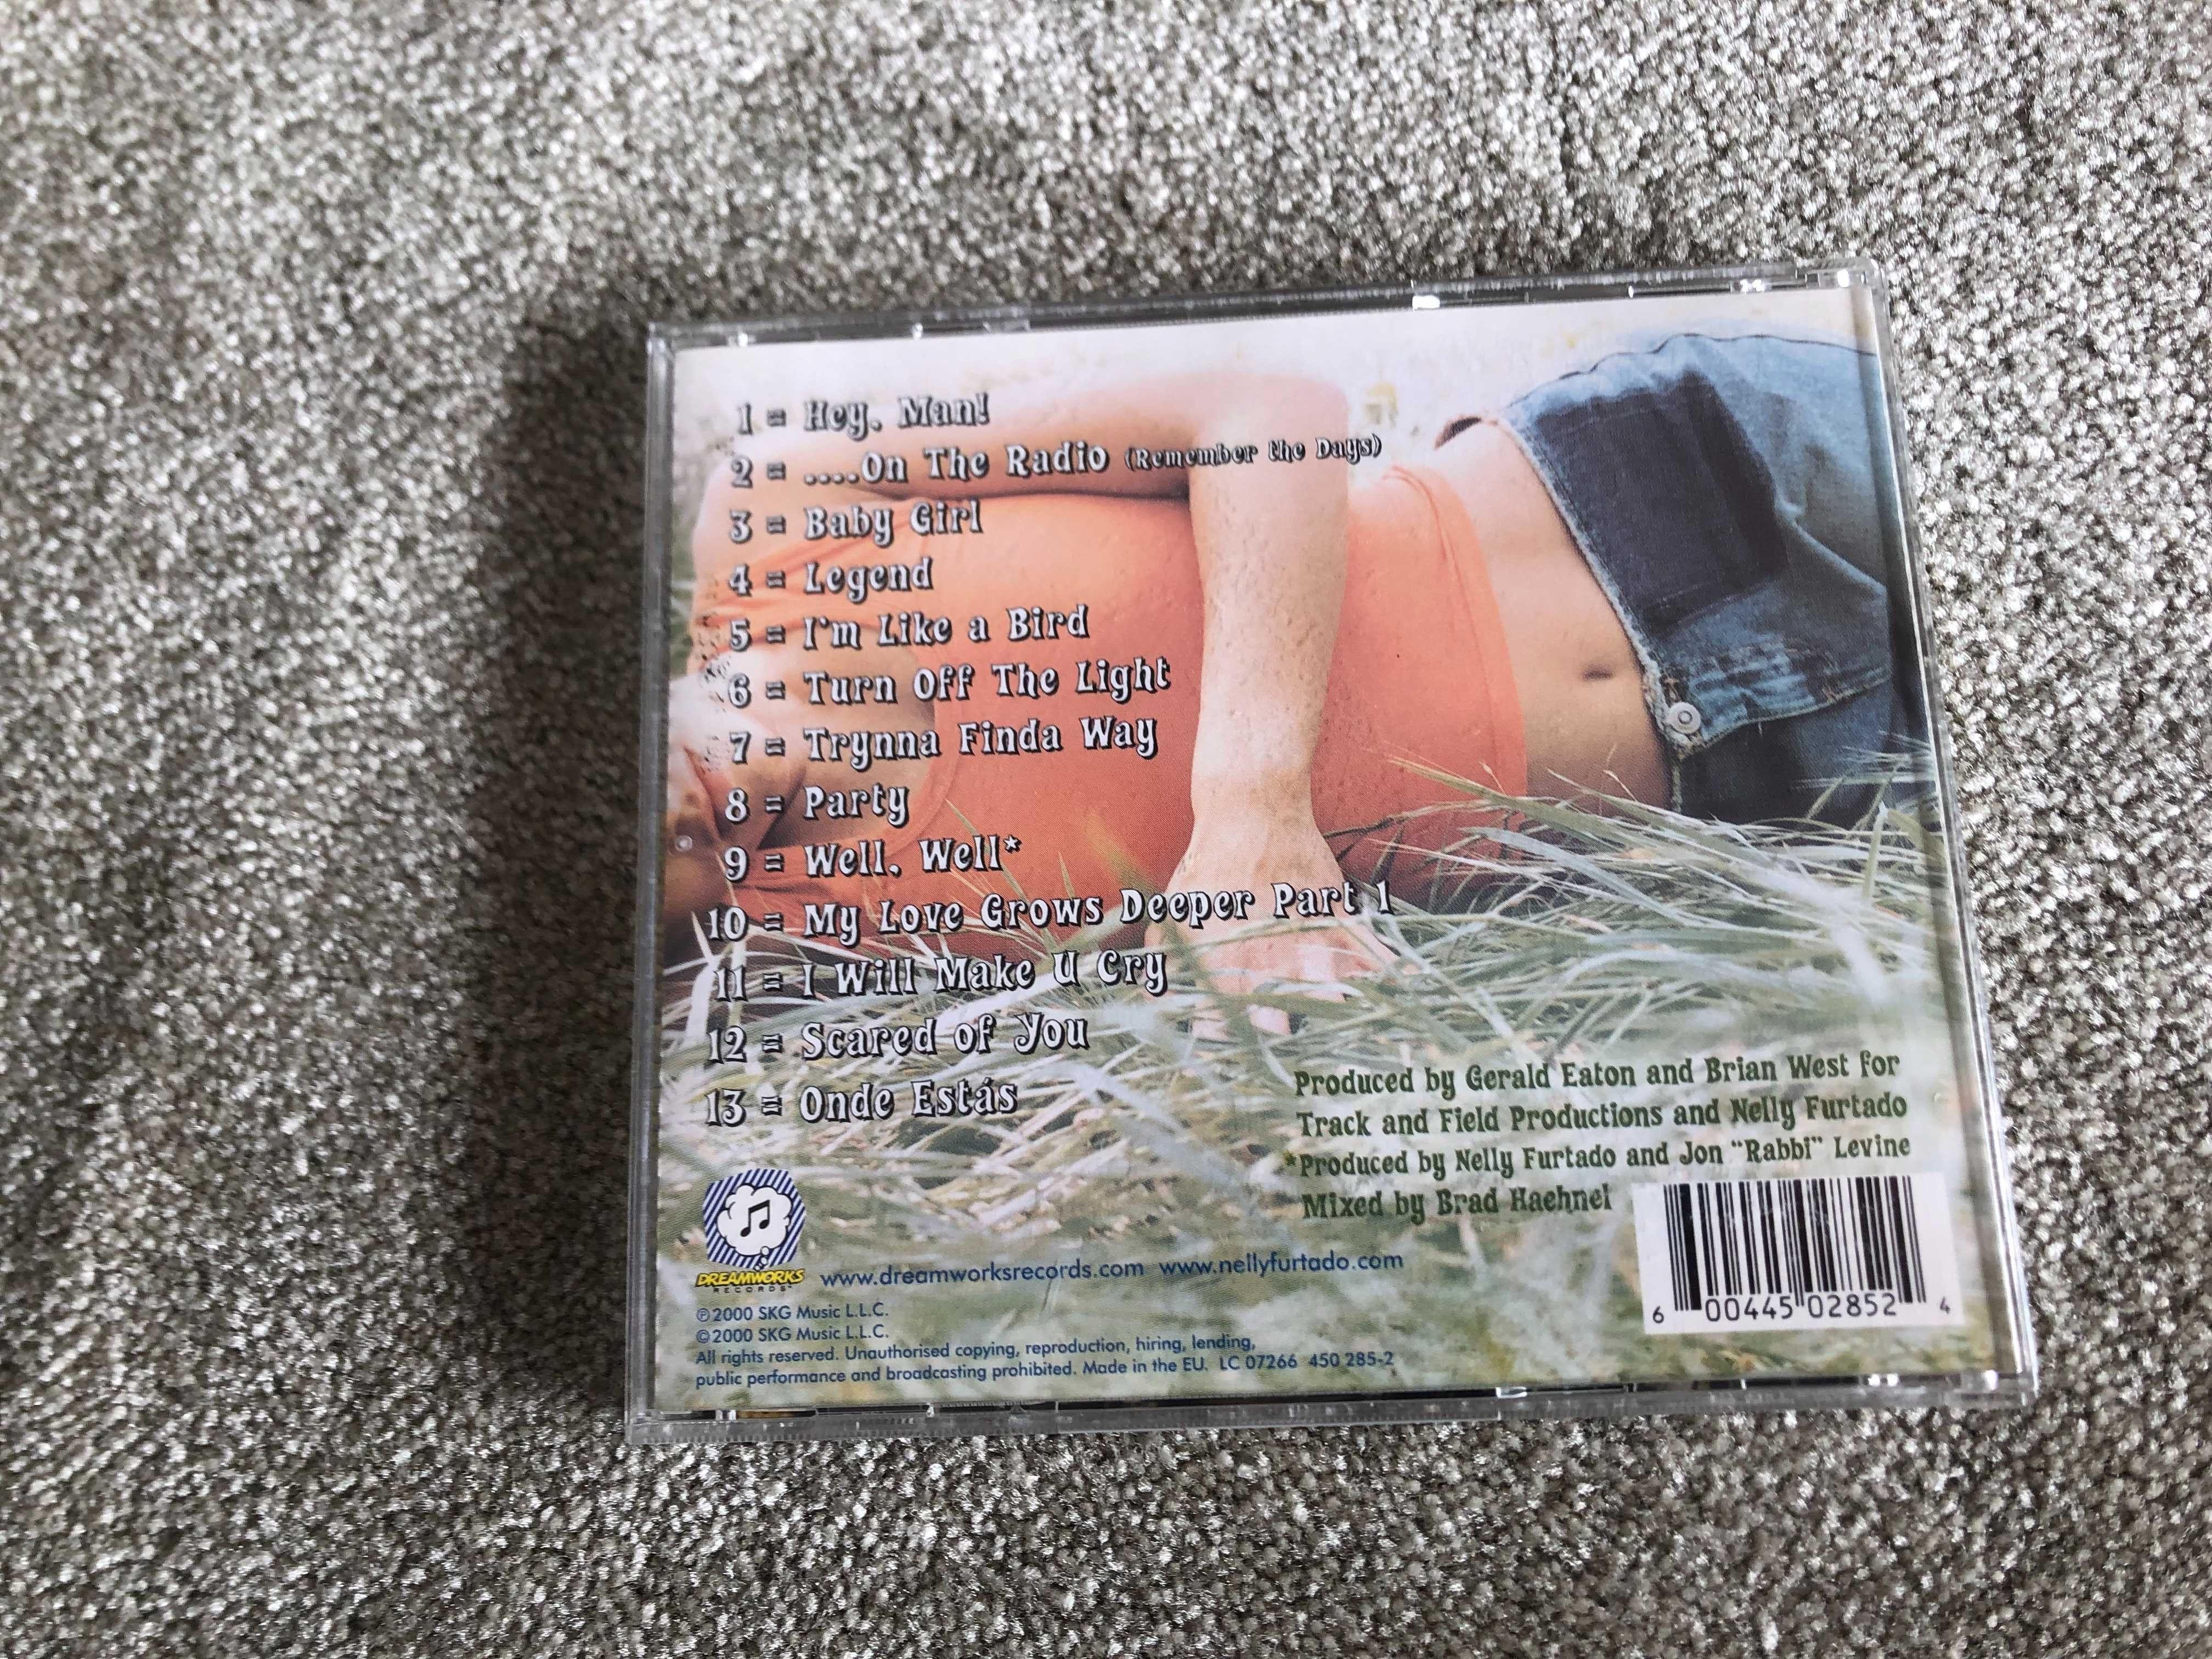 1 = Hey, Man!
2 = ....On The Radio (Remember the Days)
3 = Baby Girl
4 = Legend
5 = I'm Like a Bird
6 = Turn Off The Light
7 = Trynna Finda Way
8 = Party
9 = Well, Well*
10 = My Love Grows Deeper Part 1
11 = I Will Make U Cry
12 = Scared of You
13 = Onde Estás
Produced by Gerald Eaton and Brian West for
Track and Field Productions and Nelly Furtado
*Produced by Nelly Furtado and Jon "Rabbi" Levine
Mixed by Brad Haehnel
DREAMWORKS
RECORDS
www.dreamworksrecords.com www.nellyfurtado.com
℗2000 SKG Music L.L.C.
©2000 SKG Music L.L.C.
All rights reserved. Unauthorised copying, reproduction, hiring, lending,
public performance and broadcasting prohibited. Made in the EU. LC 07266 450 285-2
6 00445 02852 4